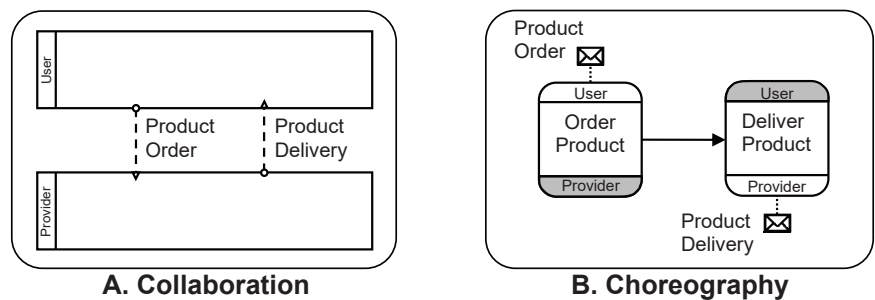 User
Product
Order
Product
Delivery
Provider
A. Collaboration
Product
Order
User
Order
Product
Provider
User
Deliver
Product
Provider
Product
Delivery
B. Choreography